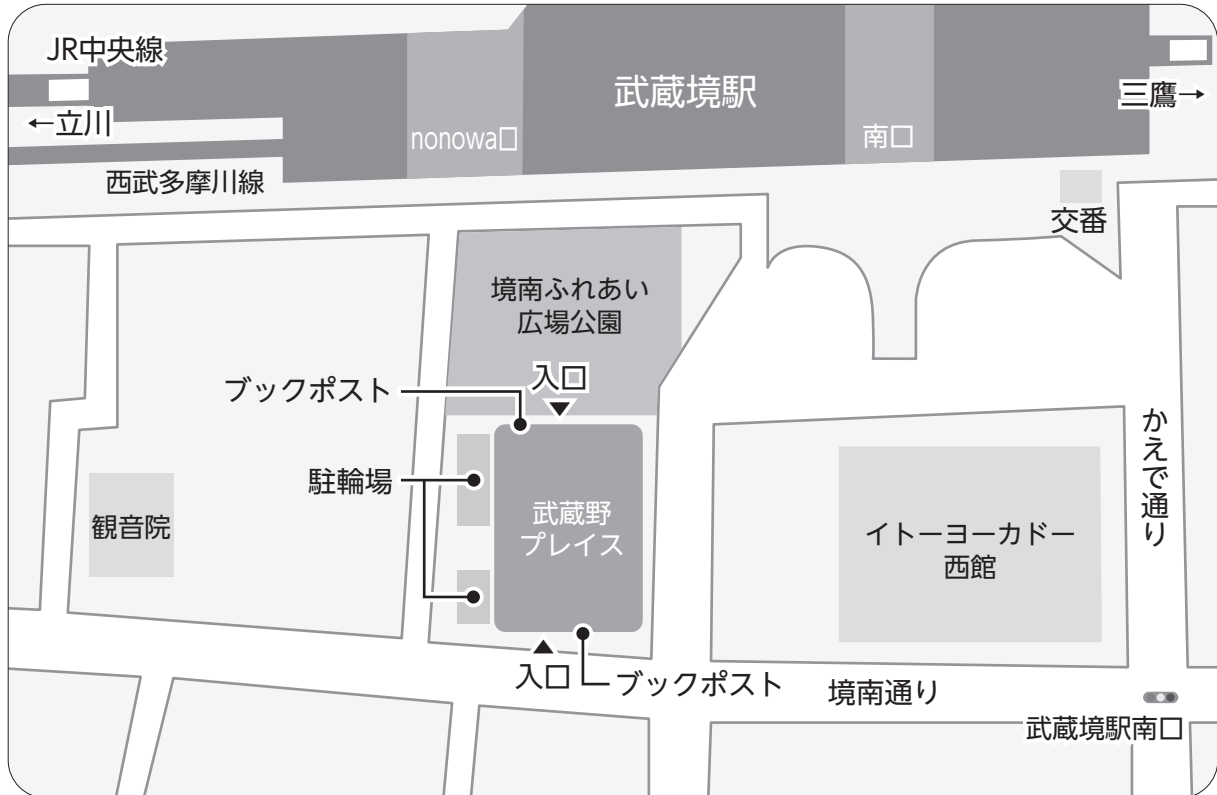 JR中央線
武蔵境駅
三鷹→
←立川
nonowa口
南口
西武多摩川線
交番
境南ふれあい
広場公園
入口
ブックポスト
かえで通り
駐輪場
武蔵野
プレイス
観音院
イトーヨーカドー
西館
入口
ブックポスト
境南通り
武蔵境駅南口